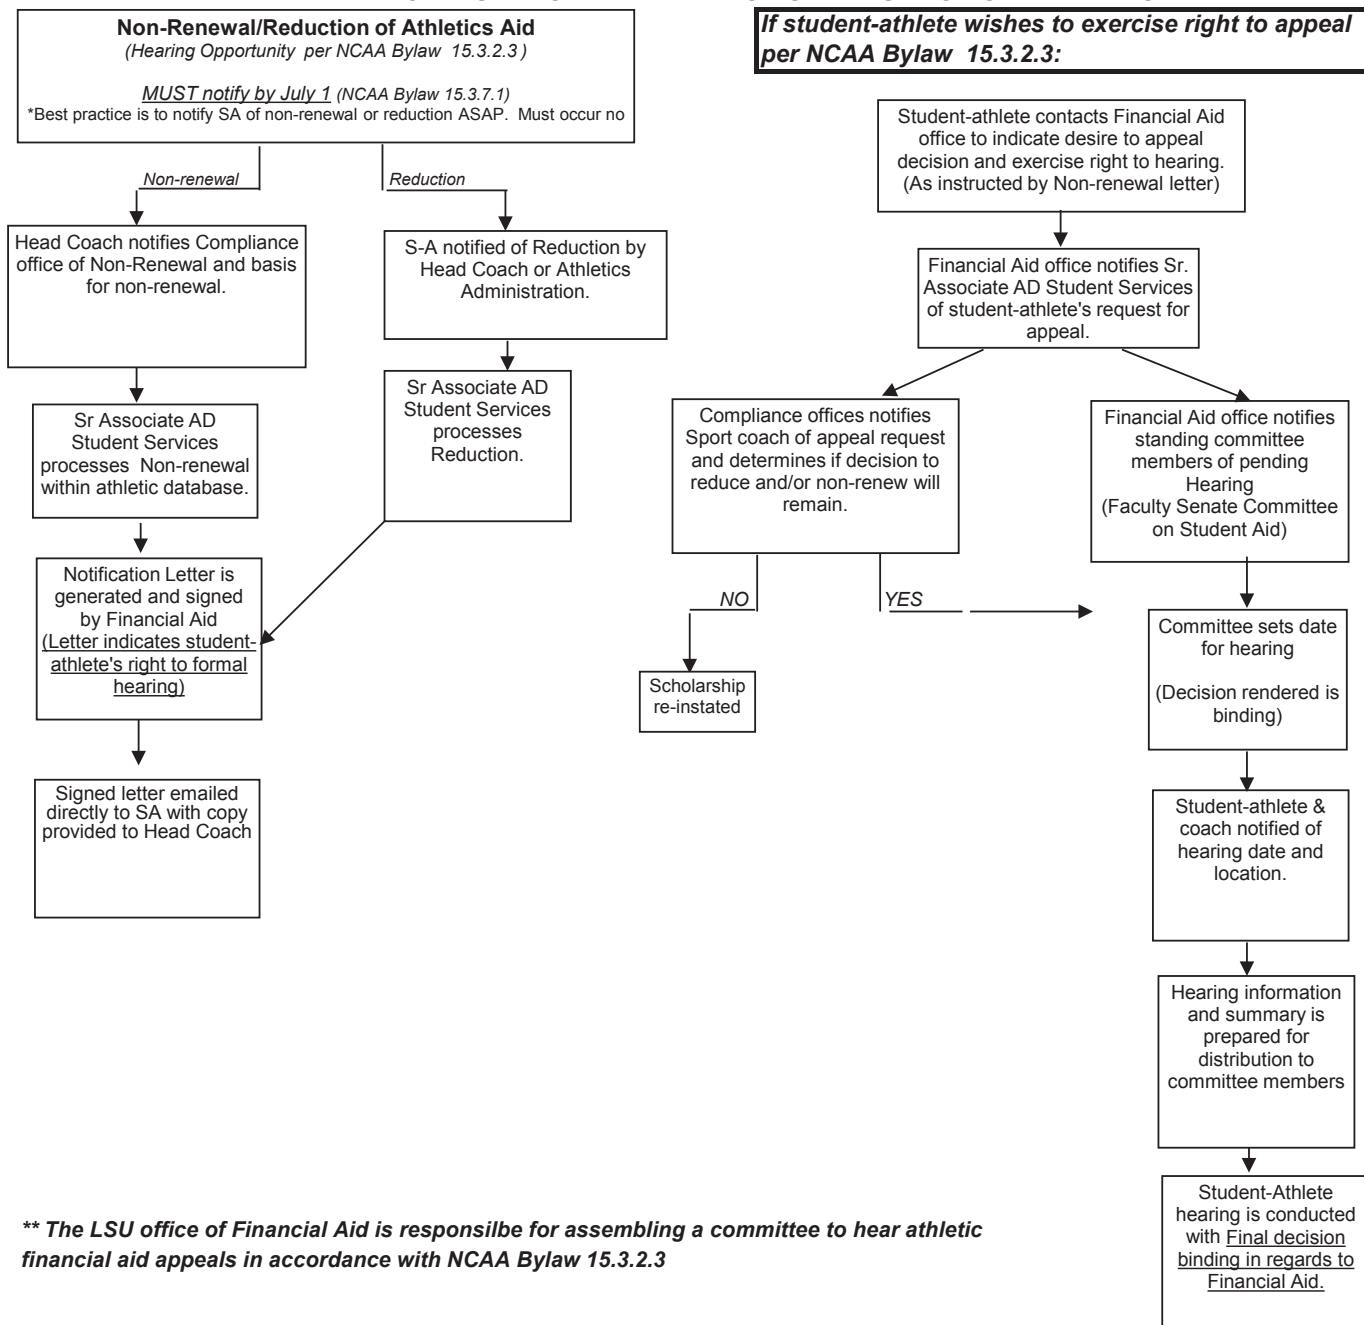 Non-Renewal/Reduction of Athletics Aid
(Hearing Opportunity per NCAA Bylaw 15.3.2.3 )
MUST notify by July 1 (NCAA Bylaw 15.3.7.1)
*Best practice is to notify SA of non-renewal or reduction ASAP. Must occur no
Non-renewal
Reduction
Head Coach notifies Compliance
office of Non-Renewal and basis
for non-renewal.
S-A notified of Reduction by
Head Coach or Athletics
Administration.
Sr Associate AD
Student Services
processes Non-renewal
within athletic database.
Sr Associate AD
Student Services
processes
Reduction.
Notification Letter is
generated and signed
by Financial Aid
(Letter indicates student-
athlete's right to formal
hearing)
Signed letter emailed
directly to SA with copy
provided to Head Coach
If student-athlete wishes to exercise right to appeal
per NCAA Bylaw 15.3.2.3:
Student-athlete contacts Financial Aid
office to indicate desire to appeal
decision and exercise right to hearing.
(As instructed by Non-renewal letter)
Financial Aid office notifies Sr.
Associate AD Student Services
of student-athlete's request for
appeal.
Compliance offices notifies
Sport coach of appeal request
and determines if decision to
reduce and/or non-renew will
remain.
Financial Aid office notifies
standing committee
members of pending
Hearing
(Faculty Senate Committee
on Student Aid)
NO
YES
Scholarship
re-instated
Committee sets date
for hearing
(Decision rendered is
binding)
Student-athlete &
coach notified of
hearing date and
location.
Hearing information
and summary is
prepared for
distribution to
committee members
Student-Athlete
hearing is conducted
with Final decision
binding in regards to
Financial Aid.
** The LSU office of Financial Aid is responsilbe for assembling a committee to hear athletic
financial aid appeals in accordance with NCAA Bylaw 15.3.2.3